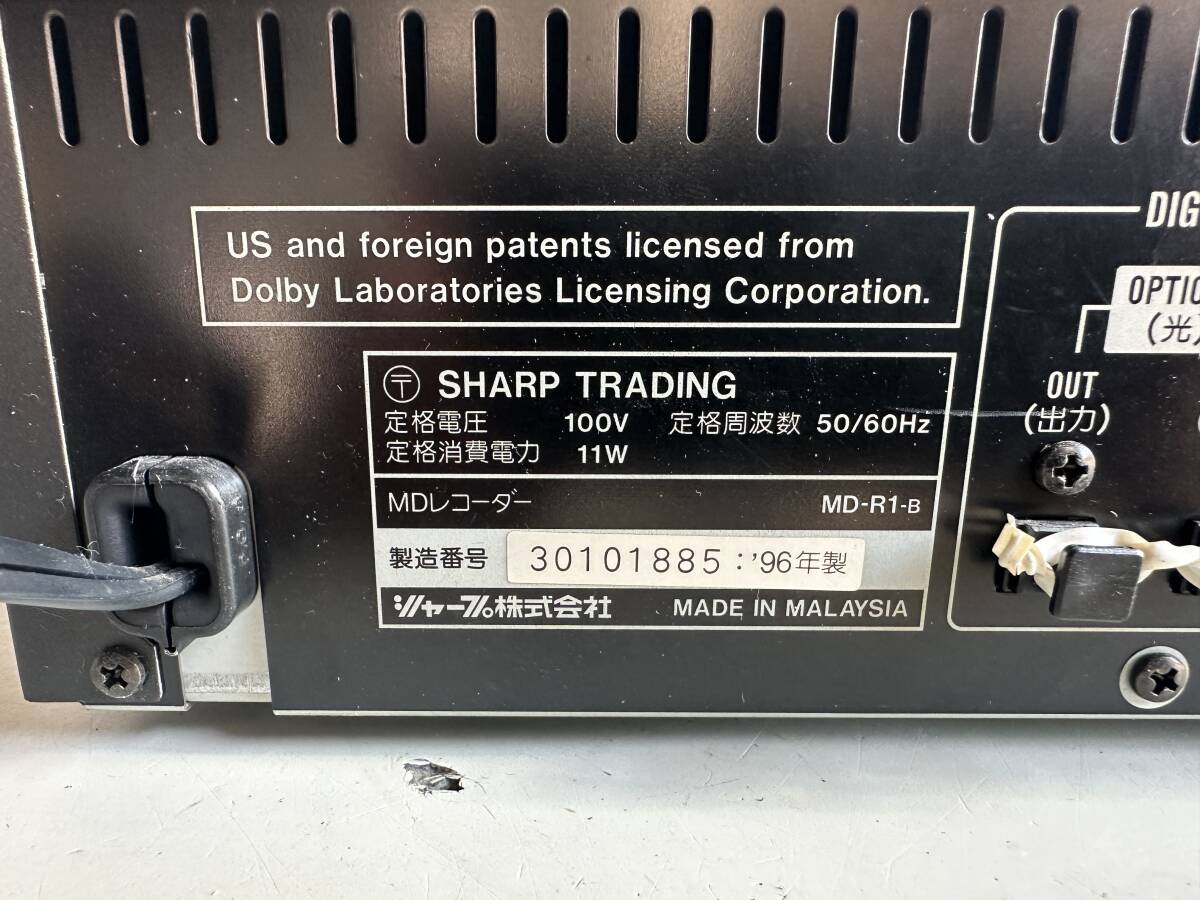 US and foreign patents licensed from
Dolby Laboratories Licensing Corporation.
〒 SHARP TRADING
定格電圧 100V 定格周波数 50/60Hz
定格消費電力 11W
MDレコーダー MD-R1-B
製造番号 30101885:'96年製
シャープ株式会社 MADE IN MALAYSIA
DIG
OPTIC
(光)
OUT
(出力)